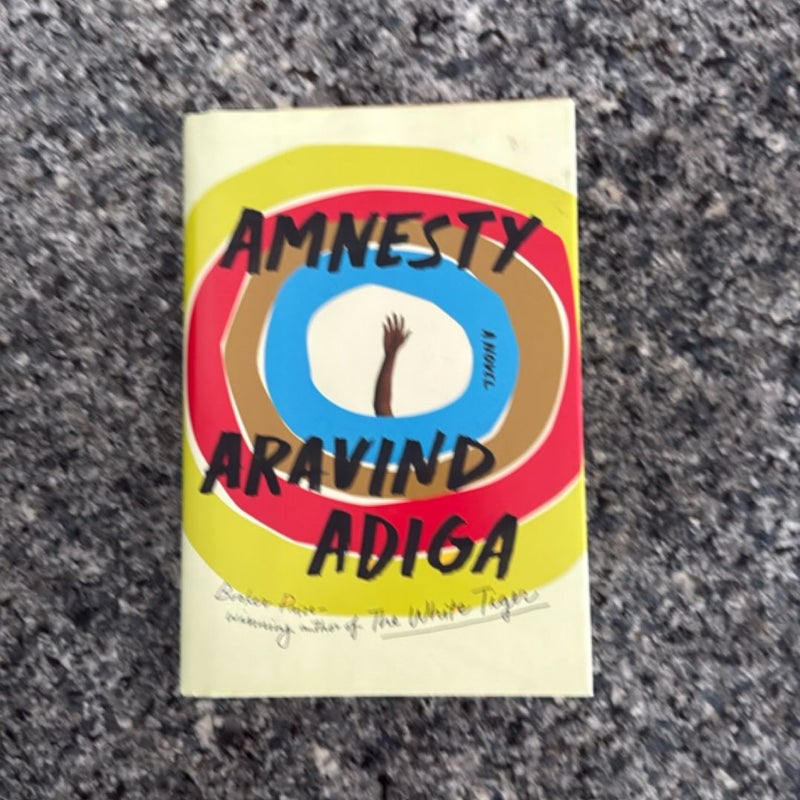 AMNESTY
A NOVEL
ARAVIND
ADIGA
Booker Prize-
winning author of The White Tiger